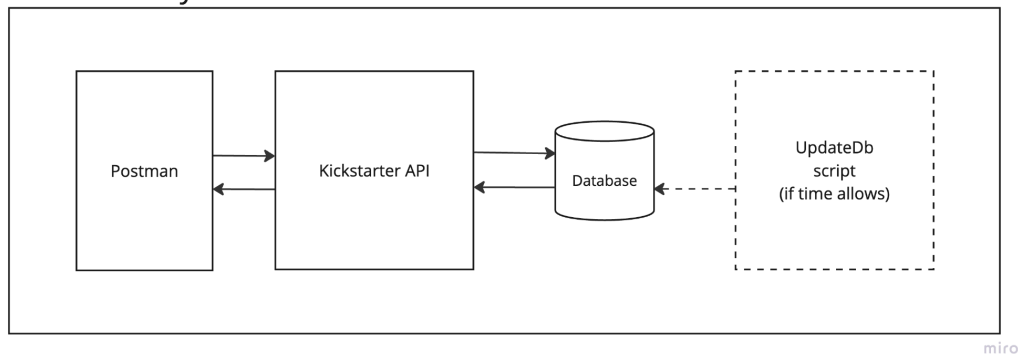 Postman
Kickstarter API
Database
UpdateDb
script
(if time allows)
miro